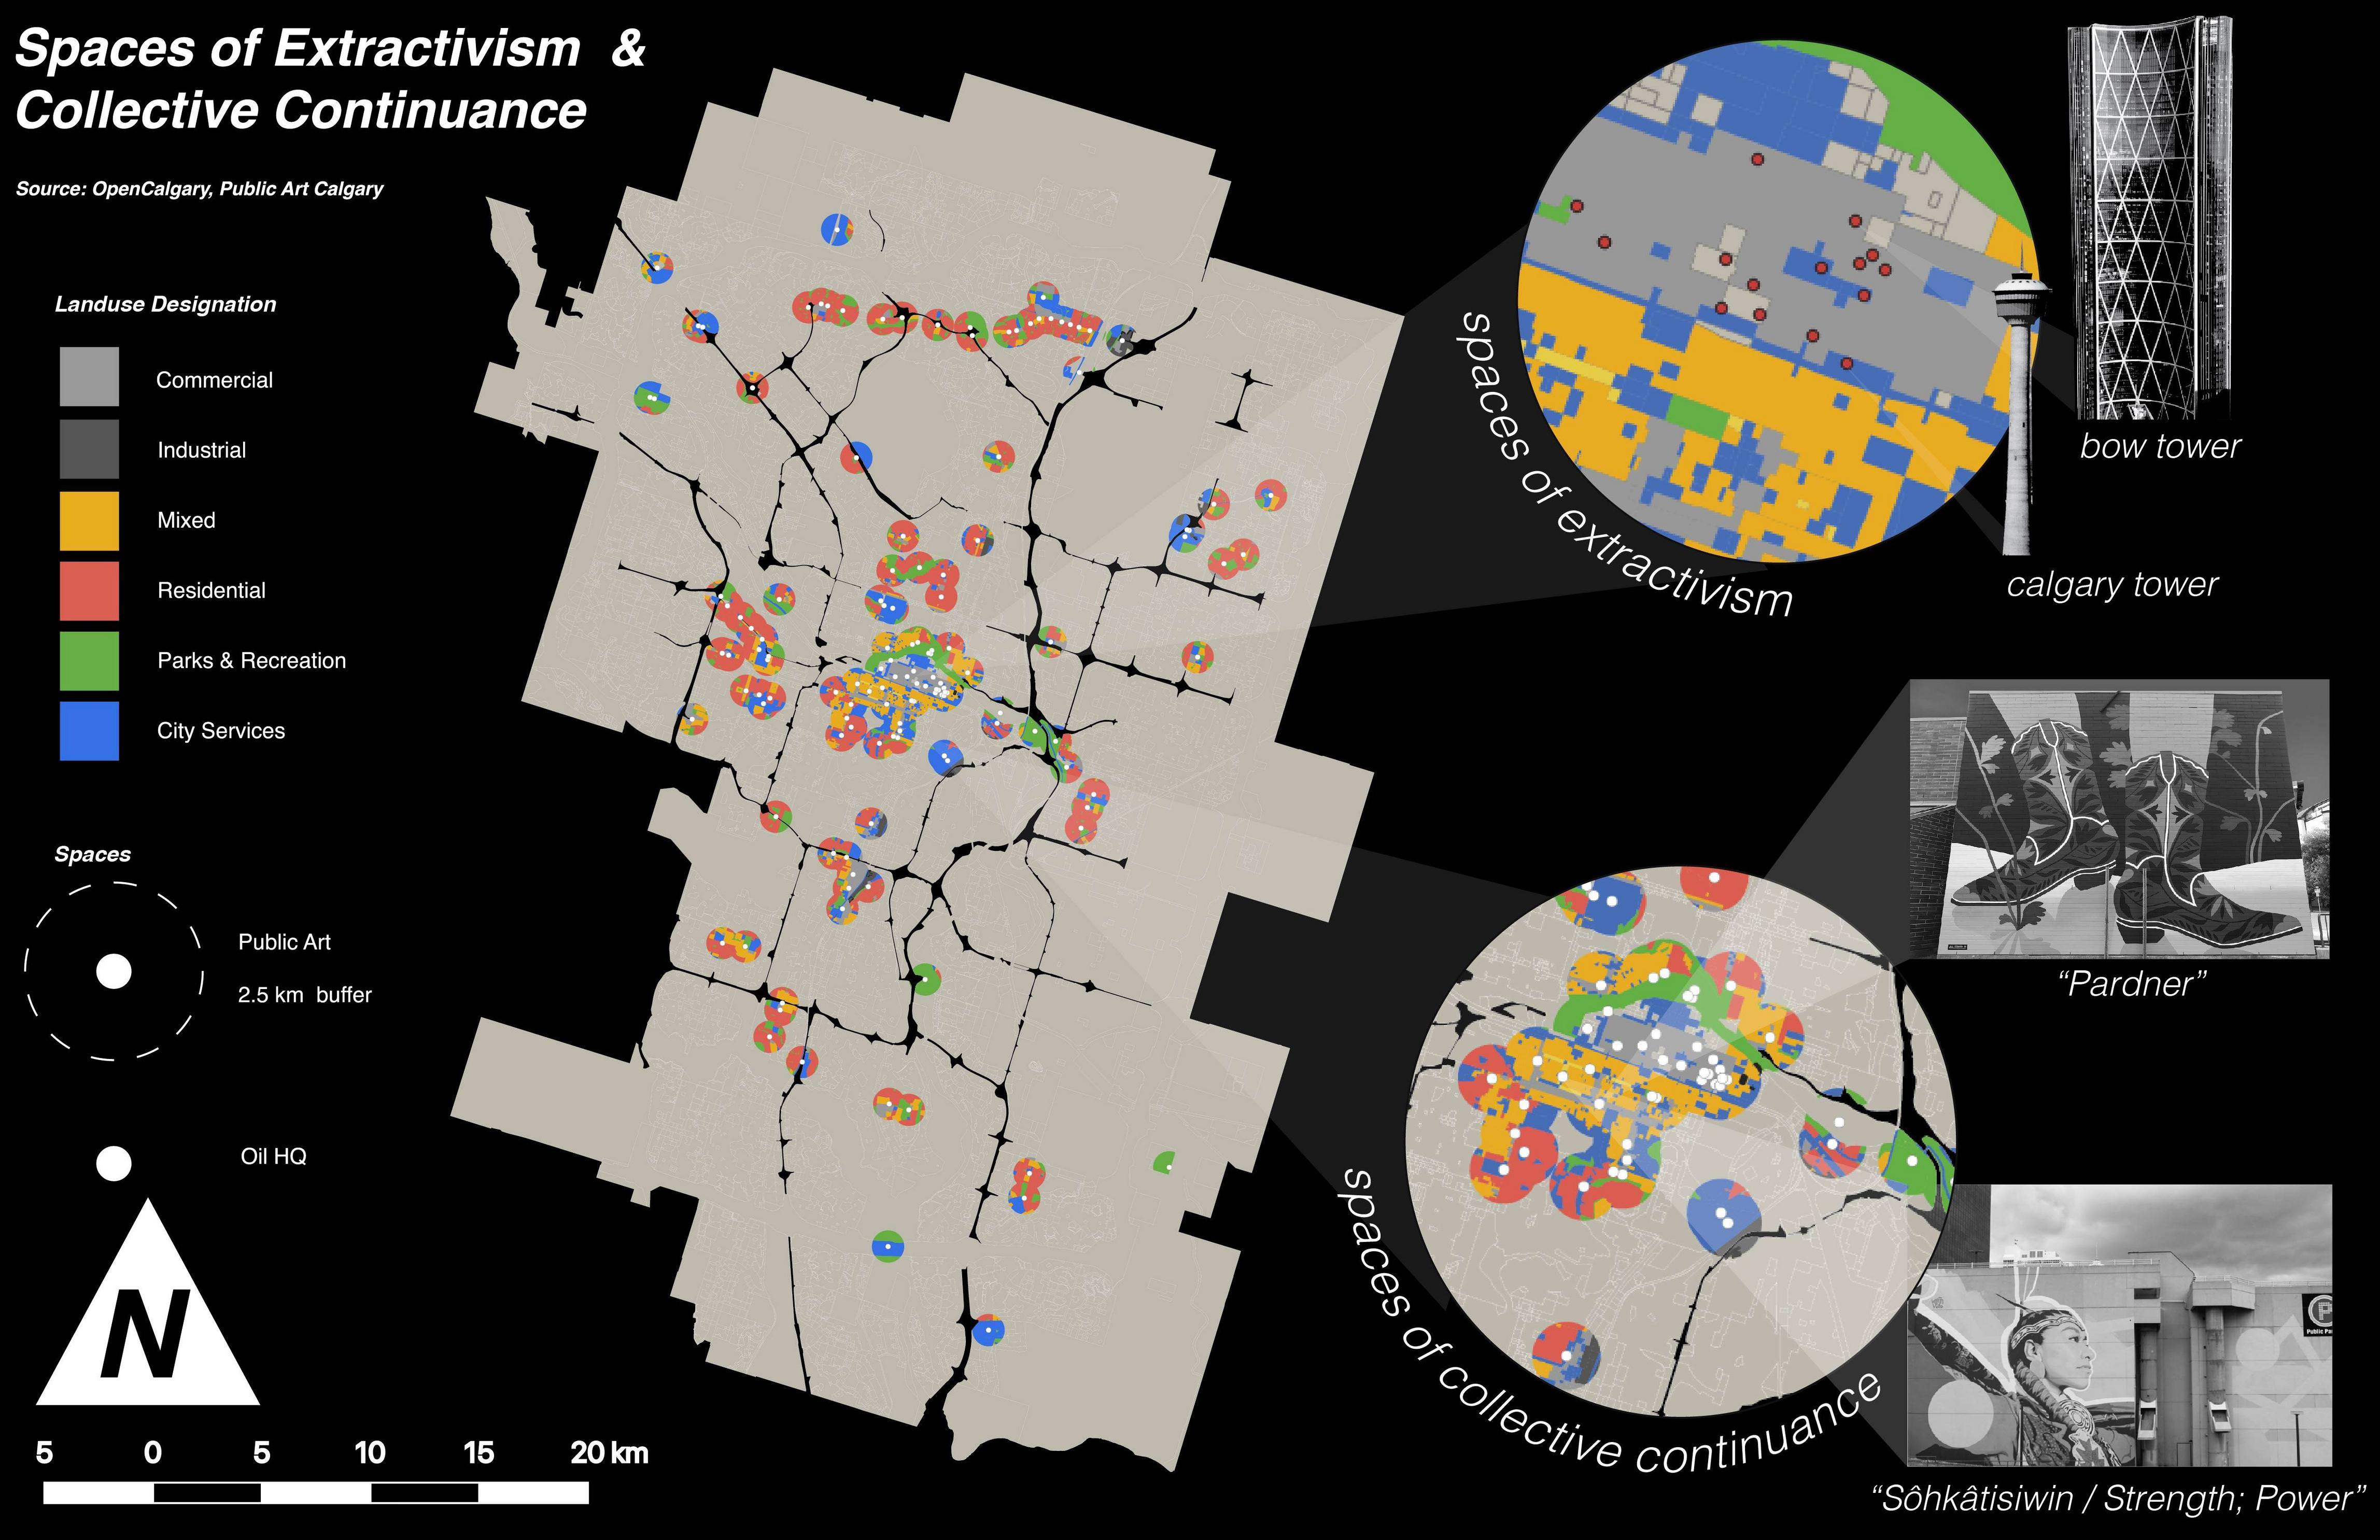 Spaces of Extractivism &
Collective Continuance
Source: OpenCalgary, Public Art Calgary
Landuse Designation
Commercial
Industrial
Mixed
Residential
Parks & Recreation
City Services
Spaces
Public Art
2.5 km buffer
Oil HQ
N
5 0 5 10 15 20 km
spaces of extractivism
bow tower
calgary tower
“Pardner”
spaces of collective continuance
P
“Sôhkâtisiwin / Strength; Power”